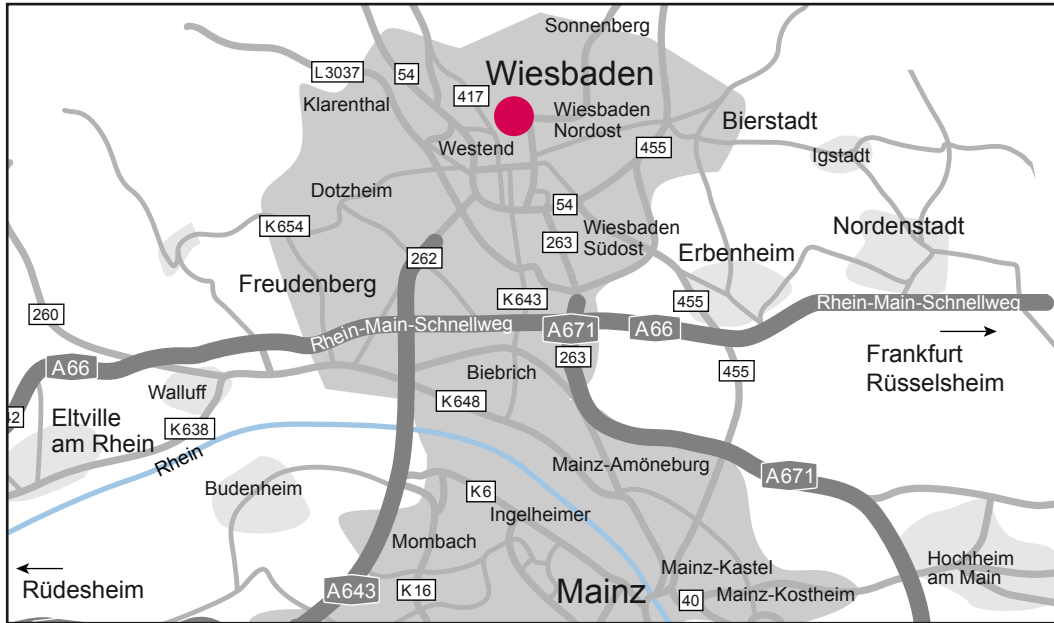 Sonnenberg
L3037
54
Wiesbaden
417
Klarenthal
Wiesbaden
Nordost
Bierstadt
Westend
455
Igstadt
Dotzheim
54
K654
Wiesbaden
Südost
Nordenstadt
263
262
Erbenheim
Freudenberg
K643
455
Rhein-Main-Schnellweg
260
Rhein-Main-Schnellweg
A671
A66
Frankfurt
Rüsselsheim
263
A66
455
Biebrich
Walluff
K648
42
Eltville
am Rhein
K638
Rhein
Mainz-Amöneburg
A671
Budenheim
K6
Ingelheimer
Mombach
Hochheim
am Main
Mainz-Kastel
Rüdesheim
A643
K16
Mainz
40
Mainz-Kostheim